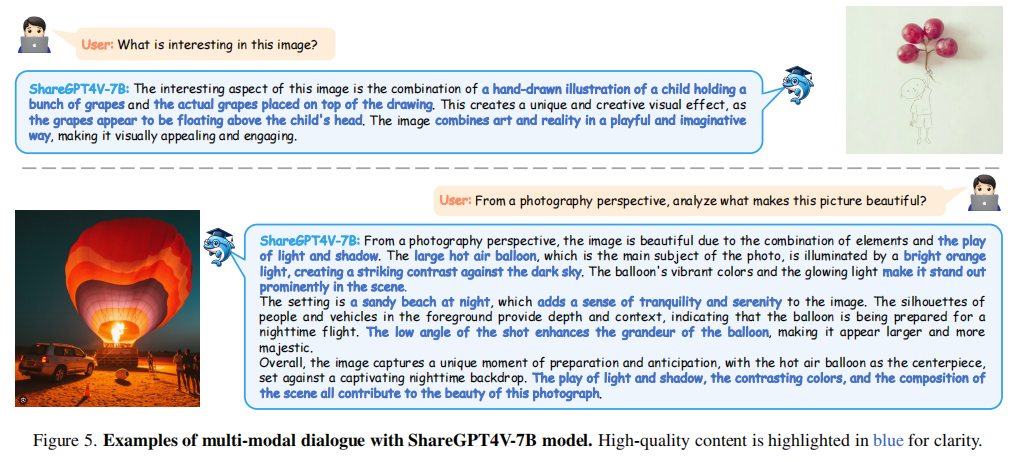 User: What is interesting in this image?
ShareGPT4V-7B: The interesting aspect of this image is the combination of a hand-drawn illustration of a child holding a
bunch of grapes and the actual grapes placed on top of the drawing. This creates a unique and creative visual effect, as
the grapes appear to be floating above the child's head. The image combines art and reality in a playful and imaginative
way, making it visually appealing and engaging.
User: From a photography perspective, analyze what makes this picture beautiful?
ShareGPT4V-7B: From a photography perspective, the image is beautiful due to the combination of elements and the play
of light and shadow. The large hot air balloon, which is the main subject of the photo, is illuminated by a bright orange
light, creating a striking contrast against the dark sky. The balloon's vibrant colors and the glowing light make it stand out
prominently in the scene.
The setting is a sandy beach at night, which adds a sense of tranquility and serenity to the image. The silhouettes of
people and vehicles in the foreground provide depth and context, indicating that the balloon is being prepared for a
nighttime flight. The low angle of the shot enhances the grandeur of the balloon, making it appear larger and more
majestic.
Overall, the image captures a unique moment of preparation and anticipation, with the hot air balloon as the centerpiece,
set against a captivating nighttime backdrop. The play of light and shadow, the contrasting colors, and the composition
of the scene all contribute to the beauty of this photograph.
Figure 5. Examples of multi-modal dialogue with ShareGPT4V-7B model. High-quality content is highlighted in blue for clarity.